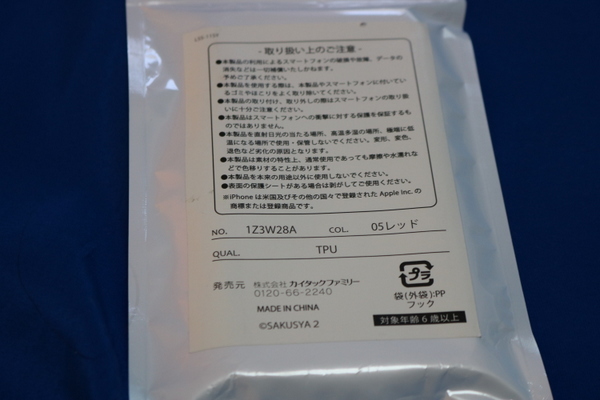 - 取り扱い上のご注意 -
●本製品の利用によるスマートフォンの破損や故障、データの
消失などは一切補償いたしかねます。
予めご了承ください。
●本製品を使用する際は、本製品やスマートフォンに付いてい
るゴミやほこりをよく取り除いてください。
●本製品の取り付け、取り外しの際はスマートフォンの取り扱
いに十分ご注意ください。
●本製品はスマートフォンへの衝撃に対する保護を保証するも
のではありません。
●本製品を直射日光の当たる場所、高温多湿の場所、極端に低
温になる場所で使用・保管しないでください。変形、変色、
退色など劣化の原因となります。
●本製品は素材の特性上、通常使用であっても摩擦や水濡れな
どで色移りすることがあります。
●本製品を本来の用途以外に使用しないでください。
●表面の保護シートがある場合は剥がしてご使用ください。
※iPhoneは米国及びその他の国々で登録されたApple Inc.の
商標または登録商品です。
NO. 1Z3W28A COL. 05レッド
QUAL. TPU
発売元 株式会社 カイタックファミリー
0120-66-2240
MADE IN CHINA
©SAKUSYA 2
プラ
袋(外袋):PP
フック
対象年齢6歳以上